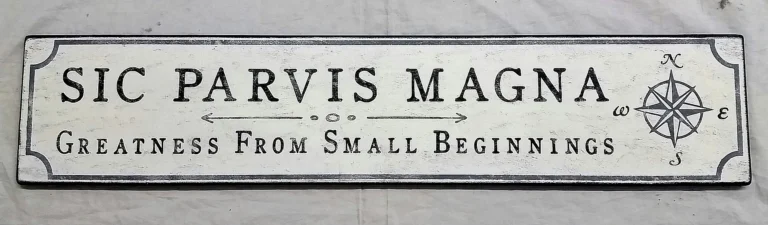 SIC PARVIS MAGNA
GREATNESS FROM SMALL BEGINNINGS
N
W E
S